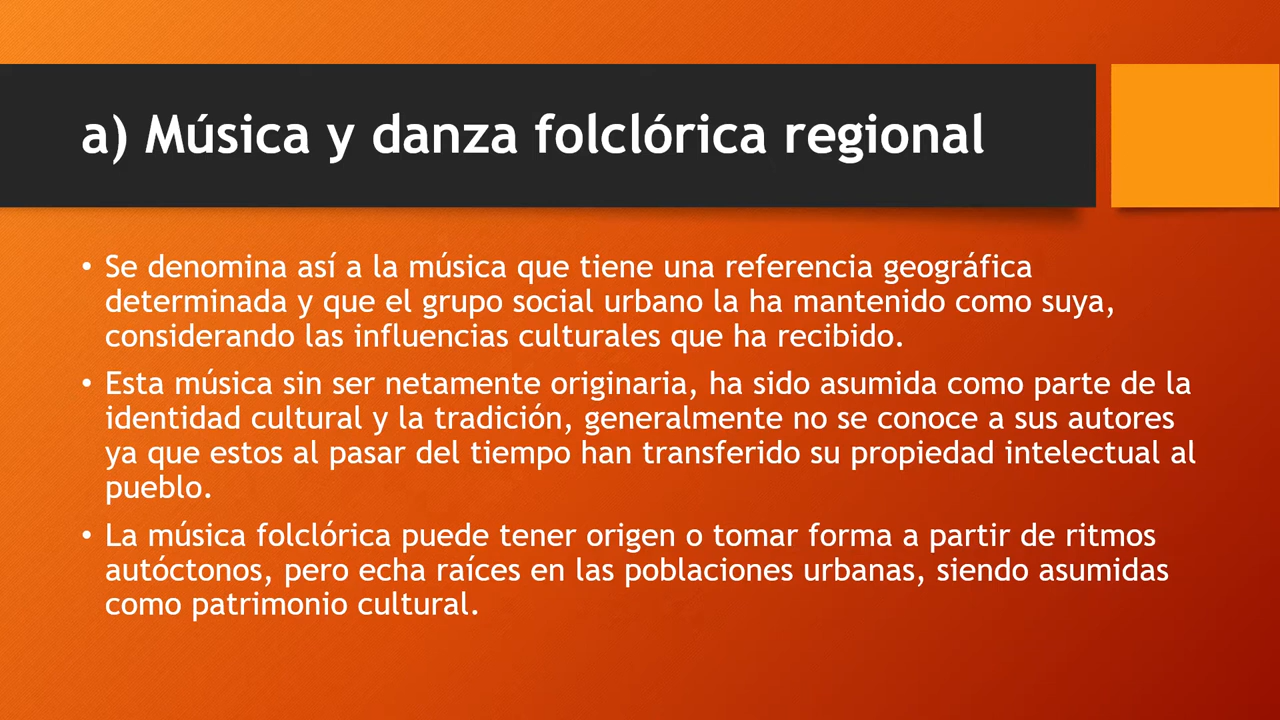 a) Música y danza folclórica regional
• Se denomina así a la música que tiene una referencia geográfica
determinada y que el grupo social urbano la ha mantenido como suya,
considerando las influencias culturales que ha recibido.
• Esta música sin ser netamente originaria, ha sido asumida como parte de la
identidad cultural y la tradición, generalmente no se conoce a sus autores
ya que estos al pasar del tiempo han transferido su propiedad intelectual al
pueblo.
• La música folclórica puede tener origen o tomar forma a partir de ritmos
autóctonos, pero echa raíces en las poblaciones urbanas, siendo asumidas
como patrimonio cultural.